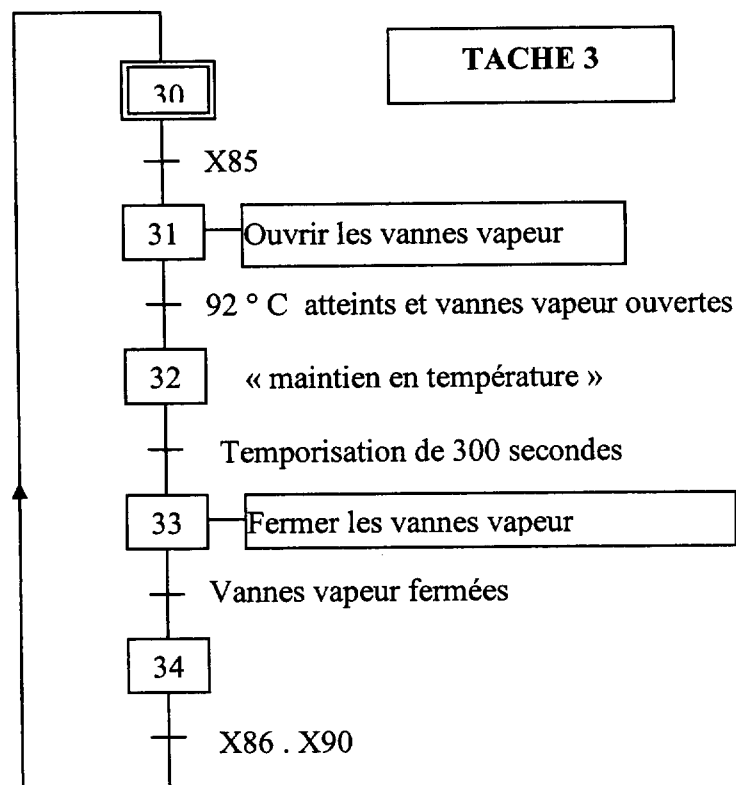 TACHE 3
30
X85
31
Ouvrir les vannes vapeur
92 ° C atteints et vannes vapeur ouvertes
32
« maintien en température »
Temporisation de 300 secondes
33
Fermer les vannes vapeur
Vannes vapeur fermées
34
X86 . X90